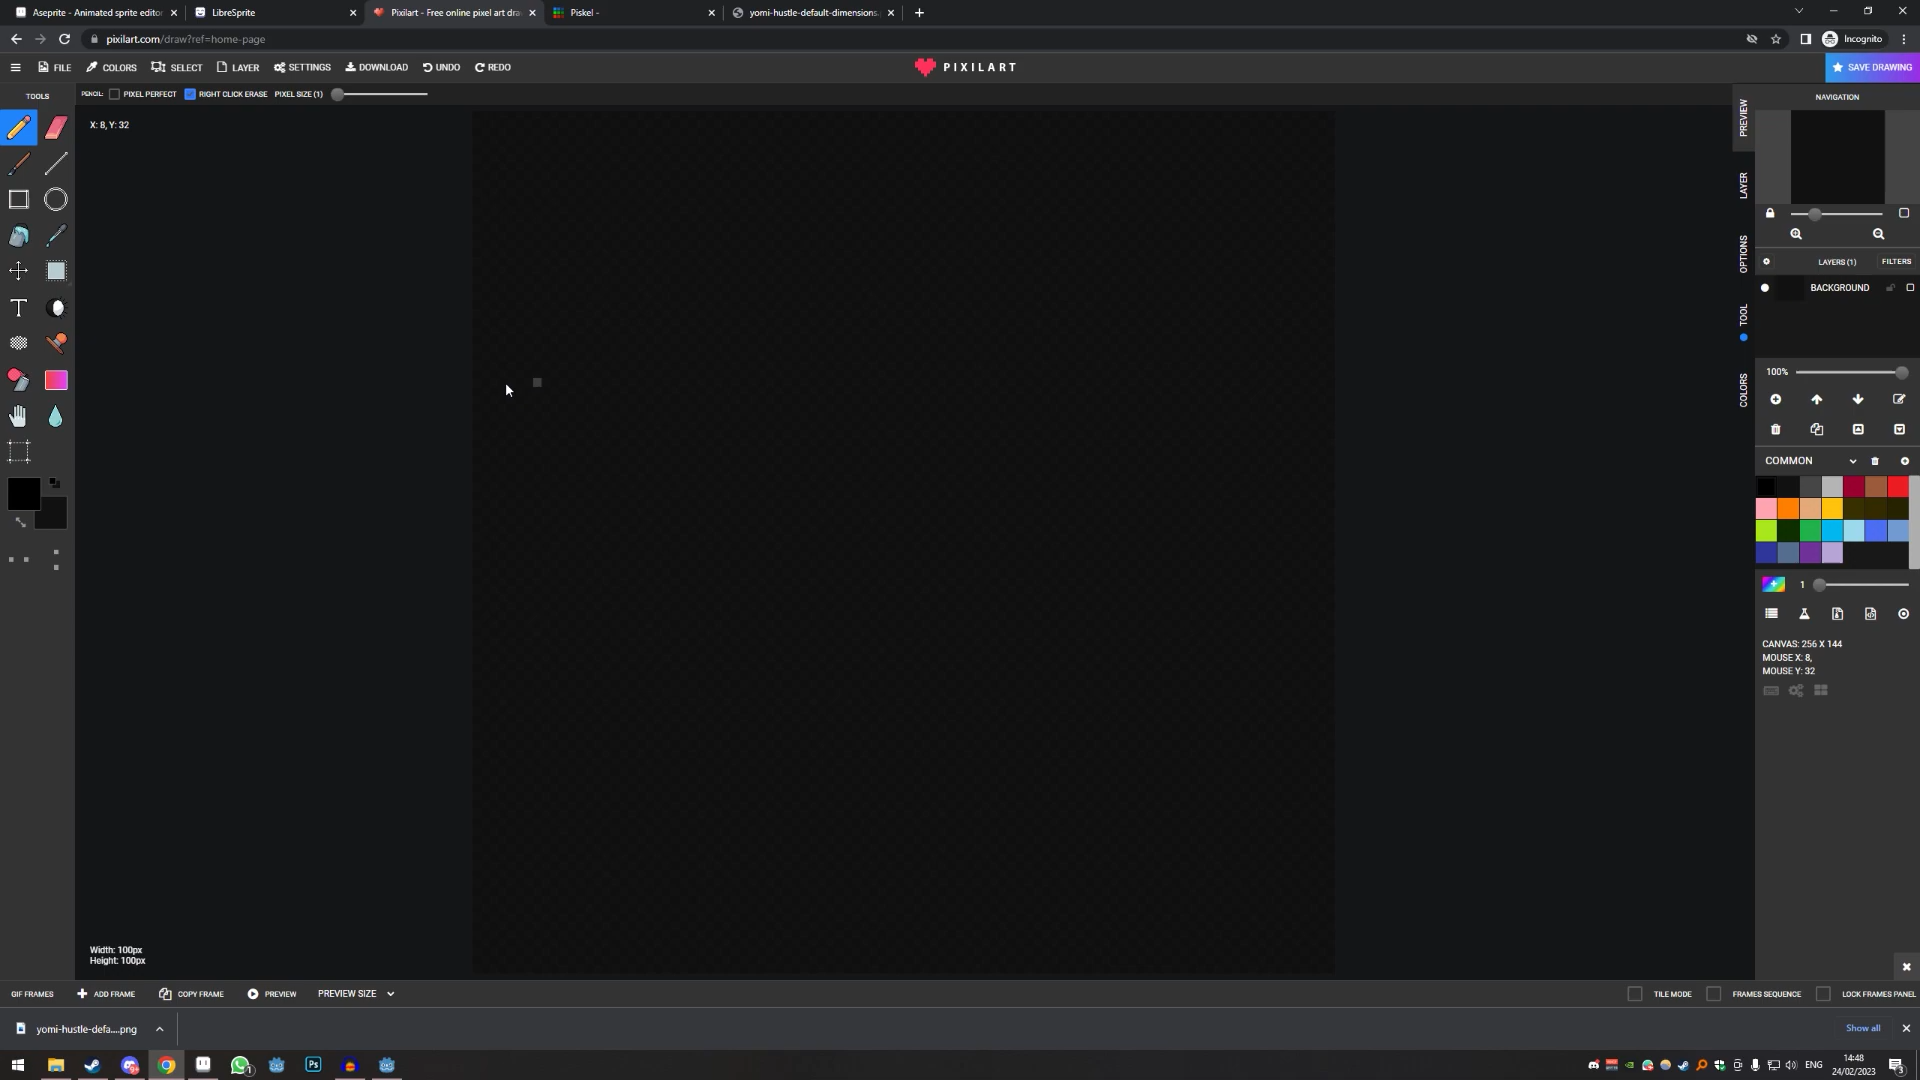 Aseprite - Animated sprite editor
LibreSprite
Pixilart - Free online pixel art dra
Piskel -
yomi-hustle-default-dimensions.
pixilart.com/draw?ref=home-page
Incognito
FILE
COLORS
SELECT
LAYER
SETTINGS
DOWNLOAD
UNDO
REDO
PIXILART
SAVE DRAWING
TOOLS
PENCIL:
PIXEL PERFECT
RIGHT CLICK ERASE
PIXEL SIZE (1)
X: 8, Y: 32
PREVIEW
LAYER
OPTIONS
TOOL
COLORS
NAVIGATION
LAYERS (1)
FILTERS
BACKGROUND
100%
COMMON
1
CANVAS: 256 X 144
MOUSE X: 8,
MOUSE Y: 32
Width: 100px
Height: 100px
GIF FRAMES
ADD FRAME
COPY FRAME
PREVIEW
PREVIEW SIZE
TILE MODE
FRAMES SEQUENCE
LOCK FRAMES PANEL
yomi-hustle-defa....png
Show all
Ps
1
ENG
14:48
24/02/2023
3